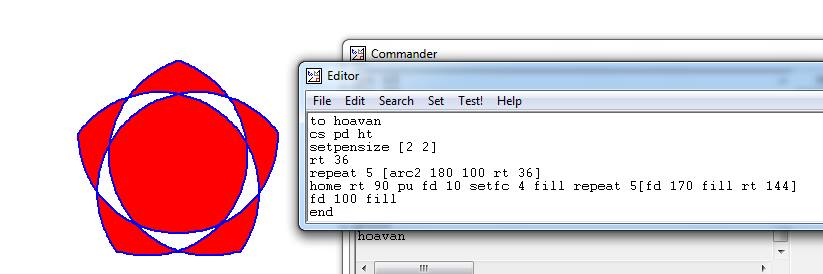 Commander
Editor
File Edit Search Set Test! Help
to hoavan
cs pd ht
setpensize [2 2]
rt 36
repeat 5 [arc2 180 100 rt 36]
home rt 90 pu fd 10 setfc 4 fill repeat 5[fd 170 fill rt 144]
fd 100 fill
end
hoavan